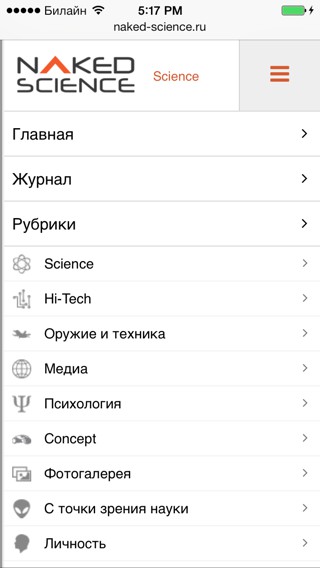 Билайн 5:17 PM
naked-science.ru
NAKED
SCIENCE
Science
Главная
Журнал
Рубрики
Science
Hi-Tech
Оружие и техника
Медиа
Психология
Concept
Фотогалерея
С точки зрения науки
Личность